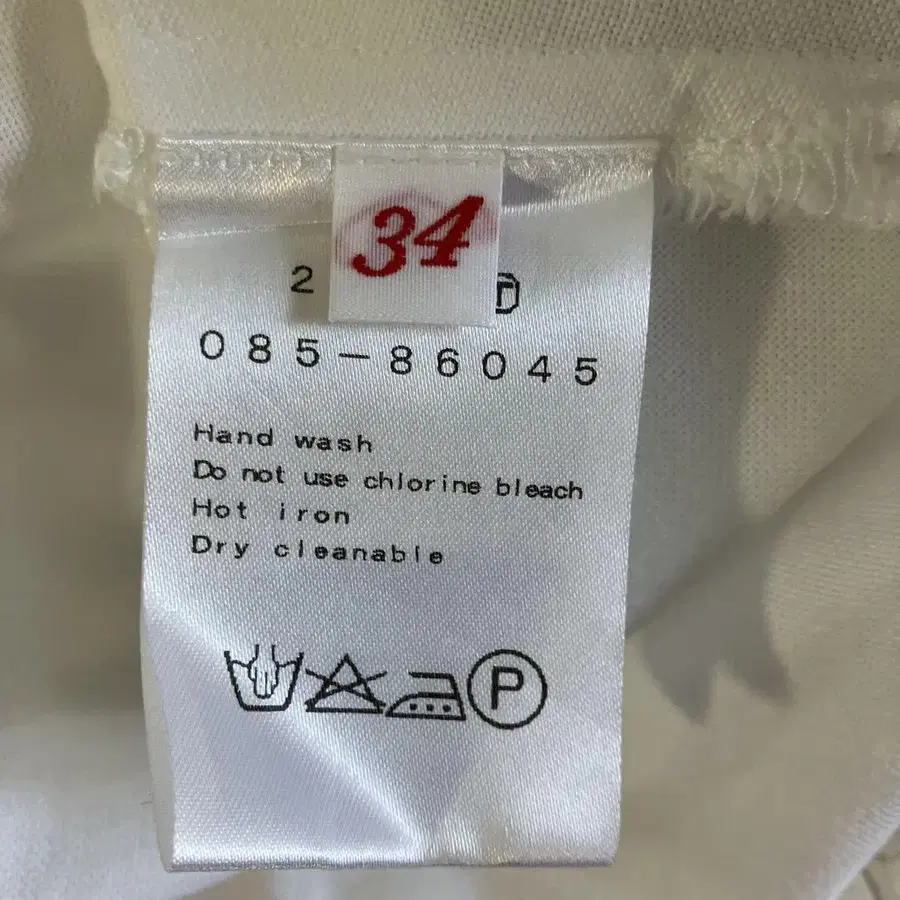 34
2
085-86045
Hand wash
Do not use chlorine bleach
Hot iron
Dry cleanable
P